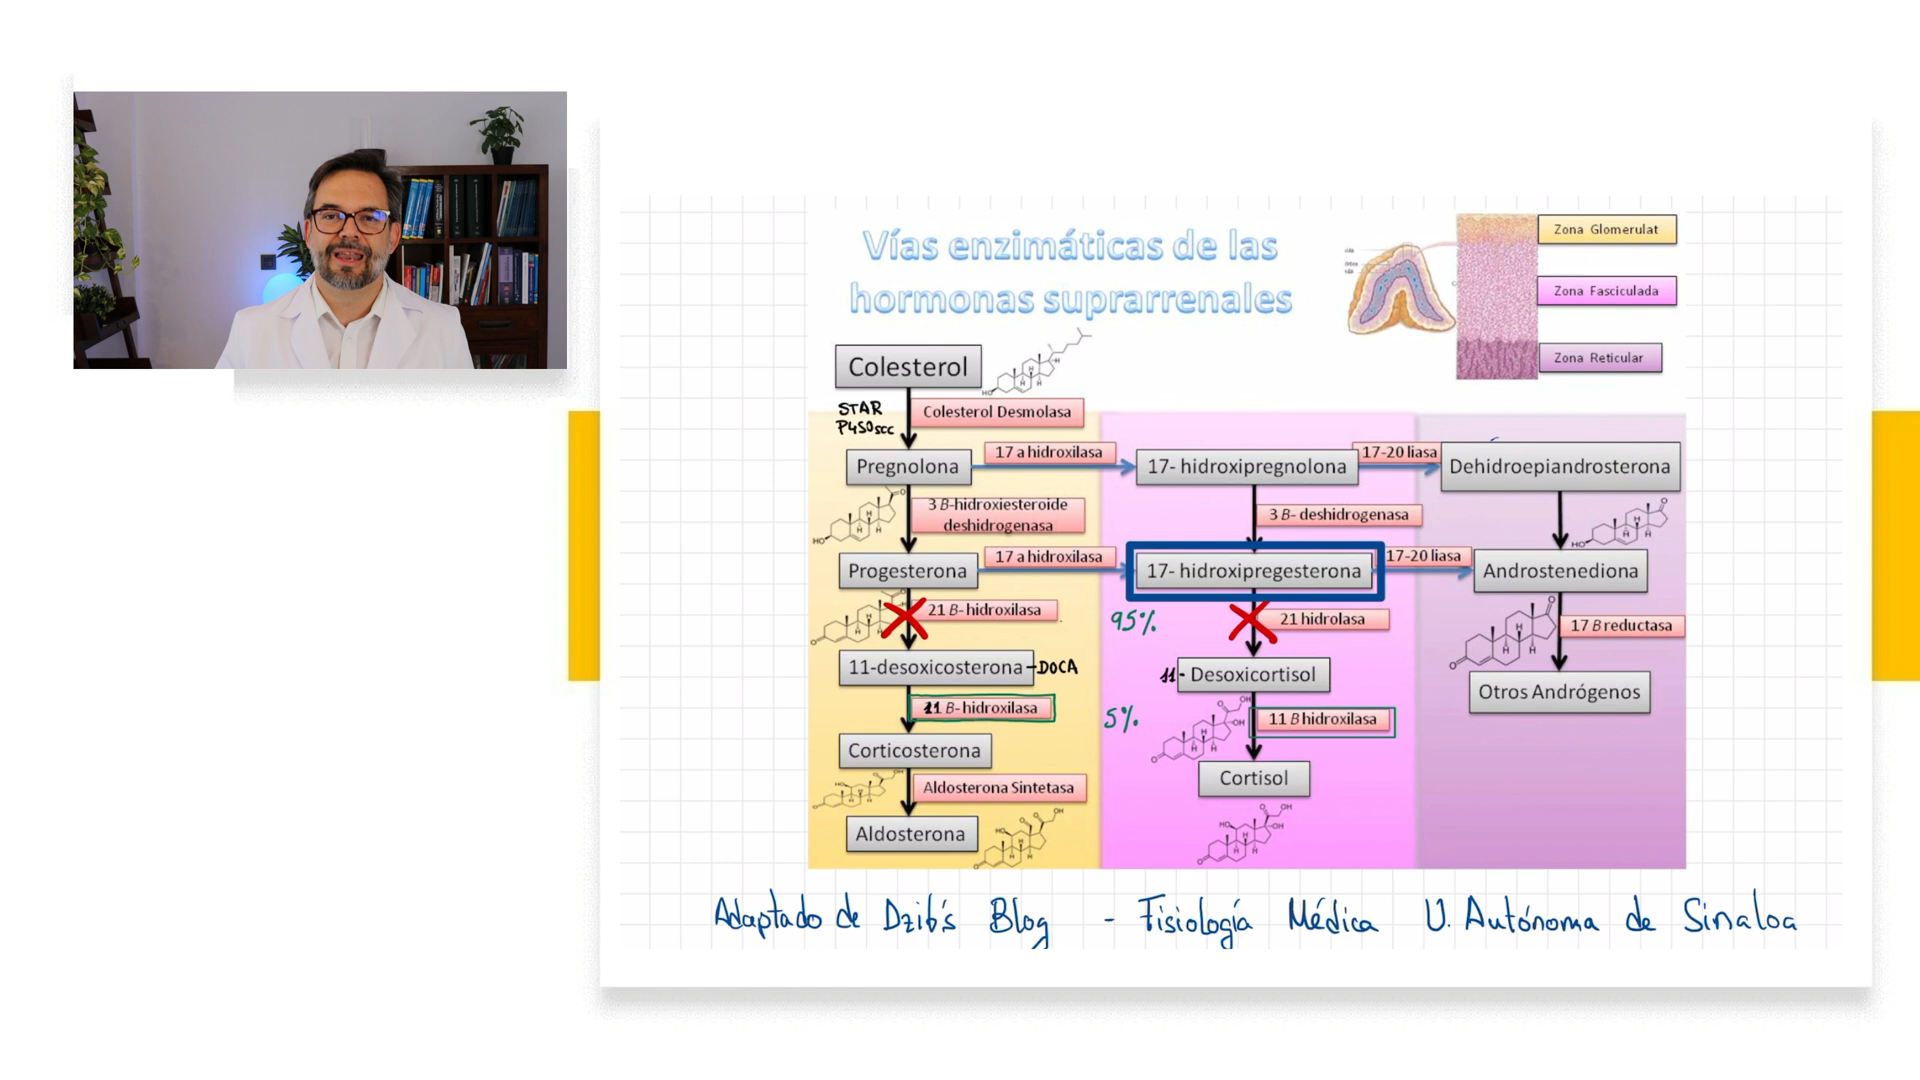 Vías enzimáticas de las
hormonas suprarrenales
Zona Glomerulat
Zona Fasciculada
Zona Reticular
Colesterol
STAR
P450scc
Colesterol Desmolasa
Pregnolona
17 a hidroxilasa
17- hidroxipregnolona
17-20 liasa
Dehidroepiandrosterona
3 B-hidroxiesteroide
deshidrogenasa
3 B- deshidrogenasa
Progesterona
17 a hidroxilasa
17- hidroxipregesterona
17-20 liasa
Androstenediona
21 B- hidroxilasa
95%
21 hidrolasa
17 B reductasa
11-desoxicosterona
-DOCA
11- Desoxicortisol
Otros Andrógenos
11 B- hidroxilasa
5%
11 B hidroxilasa
Corticosterona
Cortisol
Aldosterona Sintetasa
Aldosterona
Adaptado de Dzib's Blog - Fisiología Médica U. Autónoma de Sinaloa